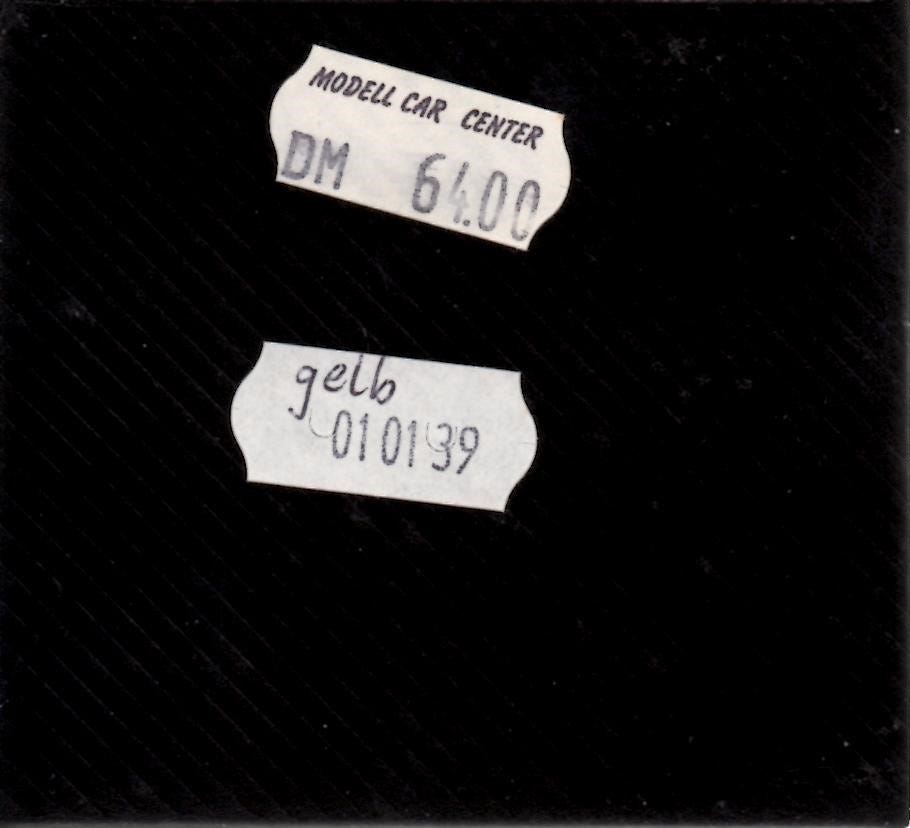 MODELL CAR CENTER
DM 64.00
gelb
010139